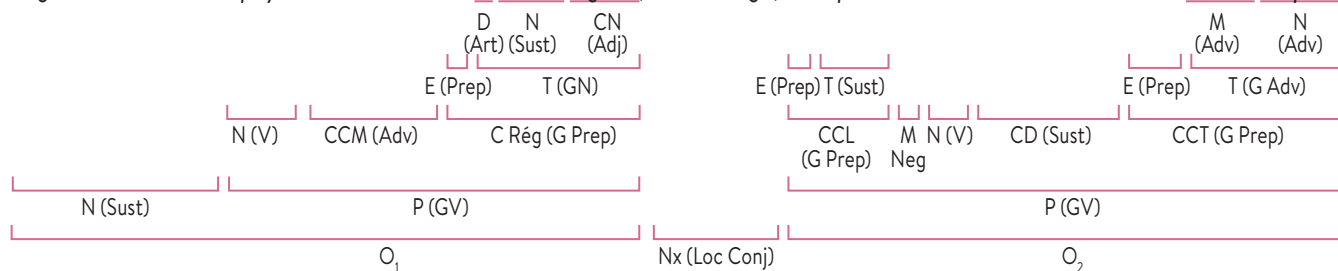 D N CN M N
(Art) (Sust) (Adj) (Adv) (Adv)
E (Prep) T (GN) E (Prep) T (Sust) E (Prep) T (G Adv)
N (V) CCM (Adv) C Rég (G Prep) CCL M N (V) CD (Sust) CCT (G Prep)
(G Prep) Neg
N (Sust) P (GV) P (GV)
O1 Nx (Loc Conj) O2